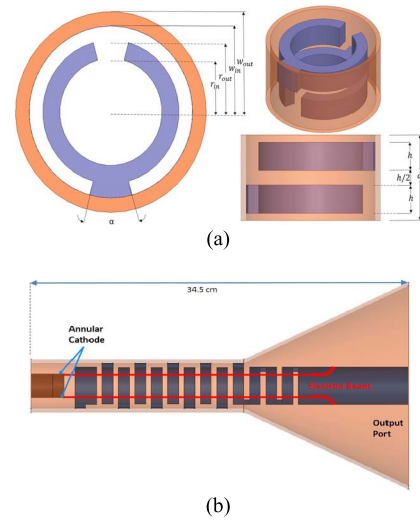 w_out
w_in
r_out
r_in
α
h
h/2
h
(a)
34.5 cm
Annular
Cathode
Electron Beam
Output
Port
(b)